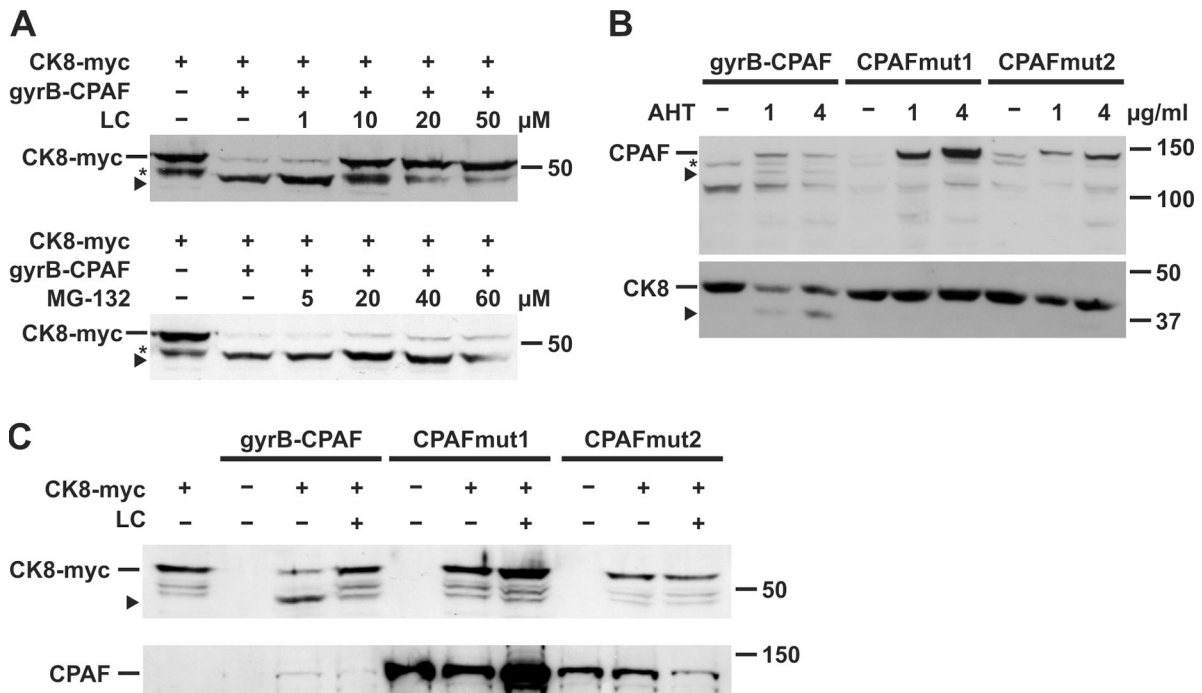 A
CK8-myc + + + + + +
gyrB-CPAF – + + + + +
LC – – 1 10 20 50 µM
CK8-myc
*
50
CK8-myc + + + + + +
gyrB-CPAF – + + + + +
MG-132 – – 5 20 40 60 µM
CK8-myc
*
50
B
gyrB-CPAF CPAFmut1 CPAFmut2
AHT – 1 4 – 1 4 – 1 4 µg/ml
CPAF
*
150
100
CK8
50
37
C
gyrB-CPAF CPAFmut1 CPAFmut2
CK8-myc + – + + – + + – + +
LC – – – + – – + – – +
CK8-myc
50
CPAF
150